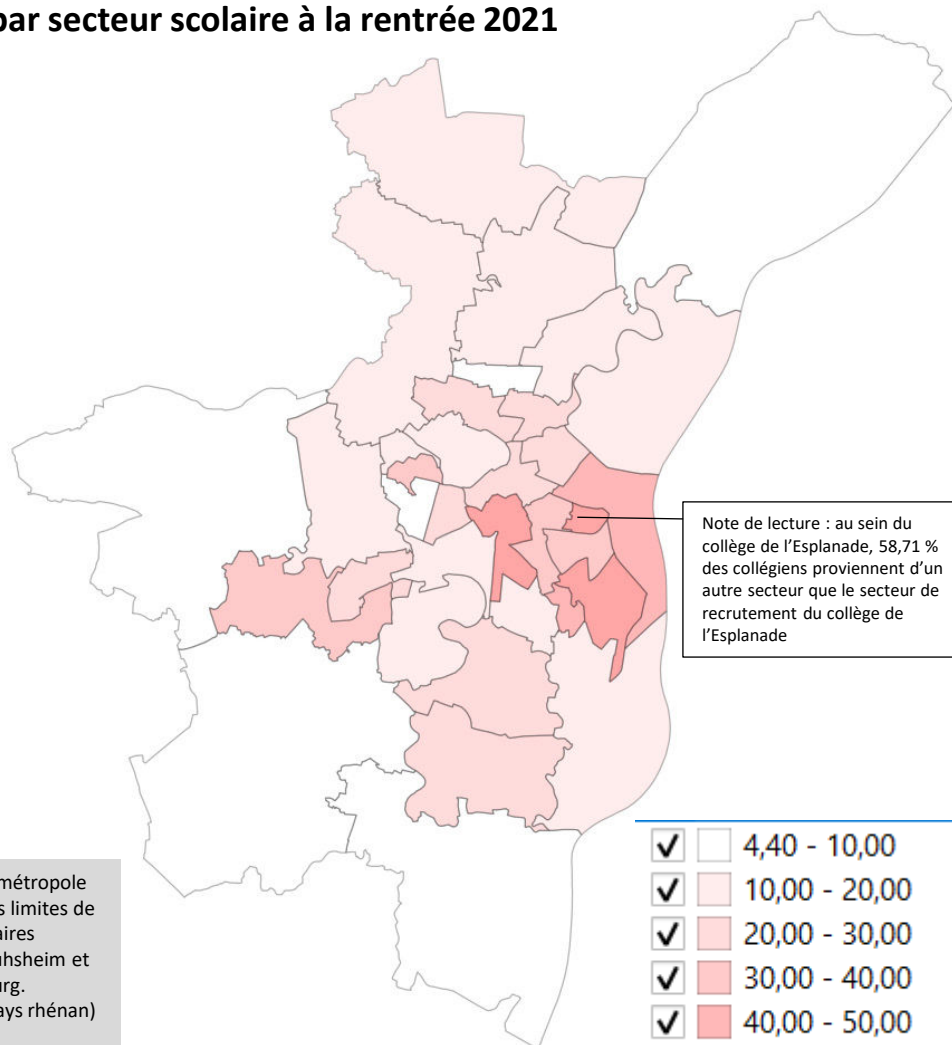 par secteur scolaire à la rentrée 2021
Note de lecture : au sein du
collège de l'Esplanade, 58,71 %
des collégiens proviennent d'un
autre secteur que le secteur de
recrutement du collège de
l'Esplanade
métropole
s limites de
aires
ühsheim et
urg.
ays rhénan)
4,40 - 10,00
10,00 - 20,00
20,00 - 30,00
30,00 - 40,00
40,00 - 50,00